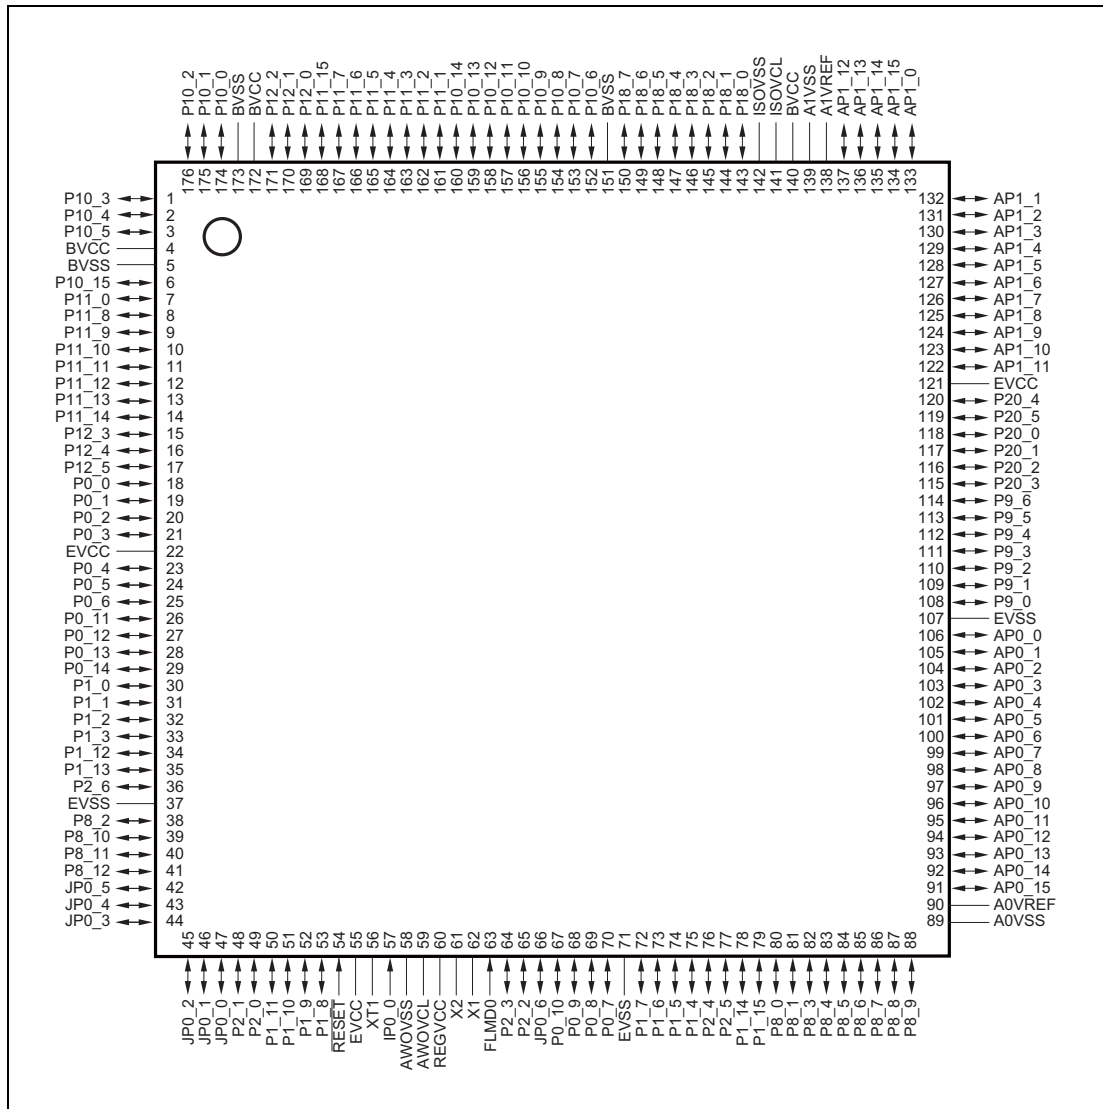 P10_2 176
P10_1 175
P10_0 174
BVSS 173
BVCC 172
P12_2 171
P12_1 170
P12_0 169
P11_15 168
P11_7 167
P11_6 166
P11_5 165
P11_4 164
P11_3 163
P11_2 162
P11_1 161
P10_14 160
P10_13 159
P10_12 158
P10_11 157
P10_10 156
P10_9 155
P10_8 154
P10_7 153
P10_6 152
BVSS 151
P18_7 150
P18_6 149
P18_5 148
P18_4 147
P18_3 146
P18_2 145
P18_1 144
P18_0 143
ISOVSS 142
ISOVCL 141
BVCC 140
A1VSS 139
A1VREF 138
AP1_12 137
AP1_13 136
AP1_14 135
AP1_15 134
AP1_0 133
P10_3 1
P10_4 2
P10_5 3
BVCC 4
BVSS 5
P10_15 6
P11_0 7
P11_8 8
P11_9 9
P11_10 10
P11_11 11
P11_12 12
P11_13 13
P11_14 14
P12_3 15
P12_4 16
P12_5 17
P0_0 18
P0_1 19
P0_2 20
P0_3 21
EVCC 22
P0_4 23
P0_5 24
P0_6 25
P0_11 26
P0_12 27
P0_13 28
P0_14 29
P1_0 30
P1_1 31
P1_2 32
P1_3 33
P1_12 34
P1_13 35
P2_6 36
EVSS 37
P8_2 38
P8_10 39
P8_11 40
P8_12 41
JP0_5 42
JP0_4 43
JP0_3 44
132 AP1_1
131 AP1_2
130 AP1_3
129 AP1_4
128 AP1_5
127 AP1_6
126 AP1_7
125 AP1_8
124 AP1_9
123 AP1_10
122 AP1_11
121 EVCC
120 P20_4
119 P20_5
118 P20_0
117 P20_1
116 P20_2
115 P20_3
114 P9_6
113 P9_5
112 P9_4
111 P9_3
110 P9_2
109 P9_1
108 P9_0
107 EVSS
106 AP0_0
105 AP0_1
104 AP0_2
103 AP0_3
102 AP0_4
101 AP0_5
100 AP0_6
99 AP0_7
98 AP0_8
97 AP0_9
96 AP0_10
95 AP0_11
94 AP0_12
93 AP0_13
92 AP0_14
91 AP0_15
90 A0VREF
89 A0VSS
JP0_2 45
JP0_1 46
JP0_0 47
P2_1 48
P2_0 49
P1_11 50
P1_10 51
P1_9 52
P1_8 53
RESET 54
EVCC 55
XT1 56
IP0_0 57
AWOVSS 58
AWOVCL 59
REGVCC 60
X2 61
X1 62
FLMD0 63
P2_3 64
P2_2 65
JP0_6 66
P0_10 67
P0_9 68
P0_8 69
P0_7 70
EVSS 71
P1_7 72
P1_6 73
P1_5 74
P1_4 75
P2_4 76
P2_5 77
P1_14 78
P1_15 79
P8_0 80
P8_1 81
P8_3 82
P8_4 83
P8_5 84
P8_6 85
P8_7 86
P8_8 87
P8_9 88